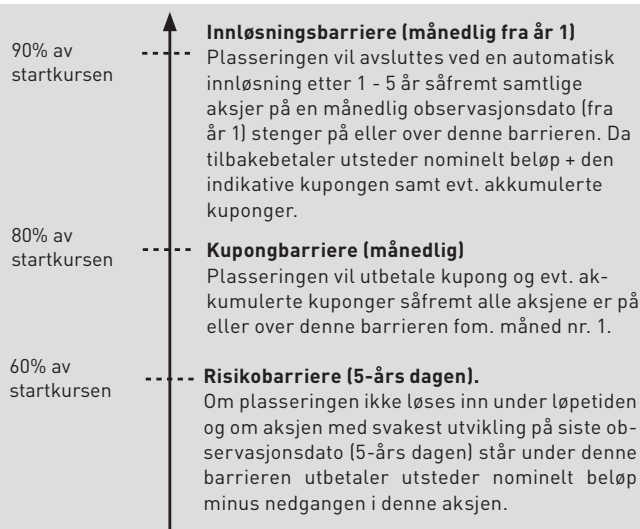 90% av
startkursen
Innløsningsbarriere (månedlig fra år 1)
Plasseringen vil avsluttes ved en automatisk
innløsning etter 1 - 5 år såfremt samtlige
aksjer på en månedlig observasjonsdato (fra
år 1) stenger på eller over denne barrieren. Da
tilbakebetaler utsteder nominelt beløp + den
indikative kupongen samt evt. akkumulerte
kuponger.
80% av
startkursen
Kupongbarriere (månedlig)
Plasseringen vil utbetale kupong og evt. ak-
kumulerte kuponger såfremt alle aksjene er på
eller over denne barrieren fom. måned nr. 1.
60% av
startkursen
Risikobarriere (5-års dagen).
Om plasseringen ikke løses inn under løpetiden
og om aksjen med svakest utvikling på siste ob-
servasjonsdato (5-års dagen) står under denne
barrieren utbetaler utsteder nominelt beløp
minus nedgangen i denne aksjen.